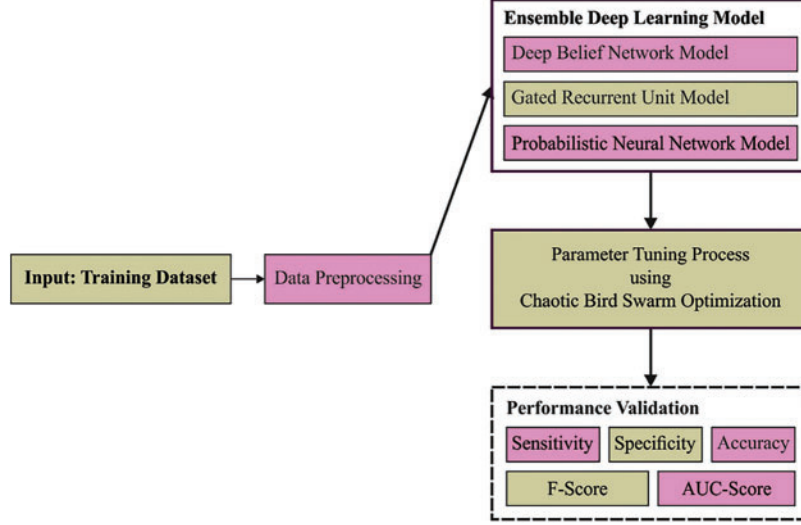 Ensemble Deep Learning Model
Deep Belief Network Model
Gated Recurrent Unit Model
Probabilistic Neural Network Model
Input: Training Dataset
Data Preprocessing
Parameter Tuning Process
using
Chaotic Bird Swarm Optimization
Performance Validation
Sensitivity
Specificity
Accuracy
F-Score
AUC-Score